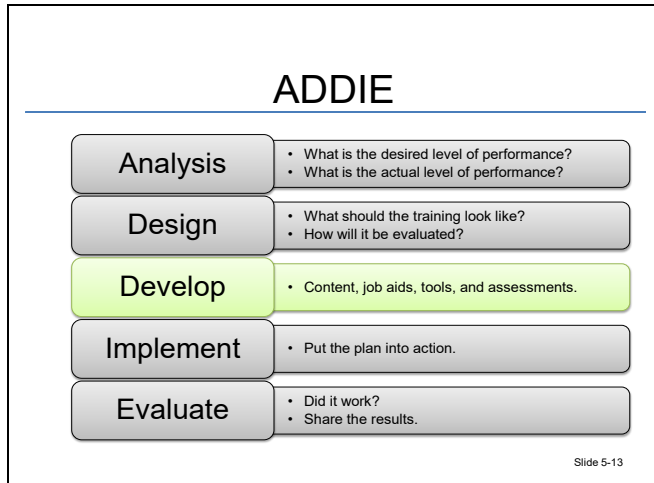 ADDIE
Analysis
• What is the desired level of performance?
• What is the actual level of performance?
Design
• What should the training look like?
• How will it be evaluated?
Develop
• Content, job aids, tools, and assessments.
Implement
• Put the plan into action.
Evaluate
• Did it work?
• Share the results.
Slide 5-13